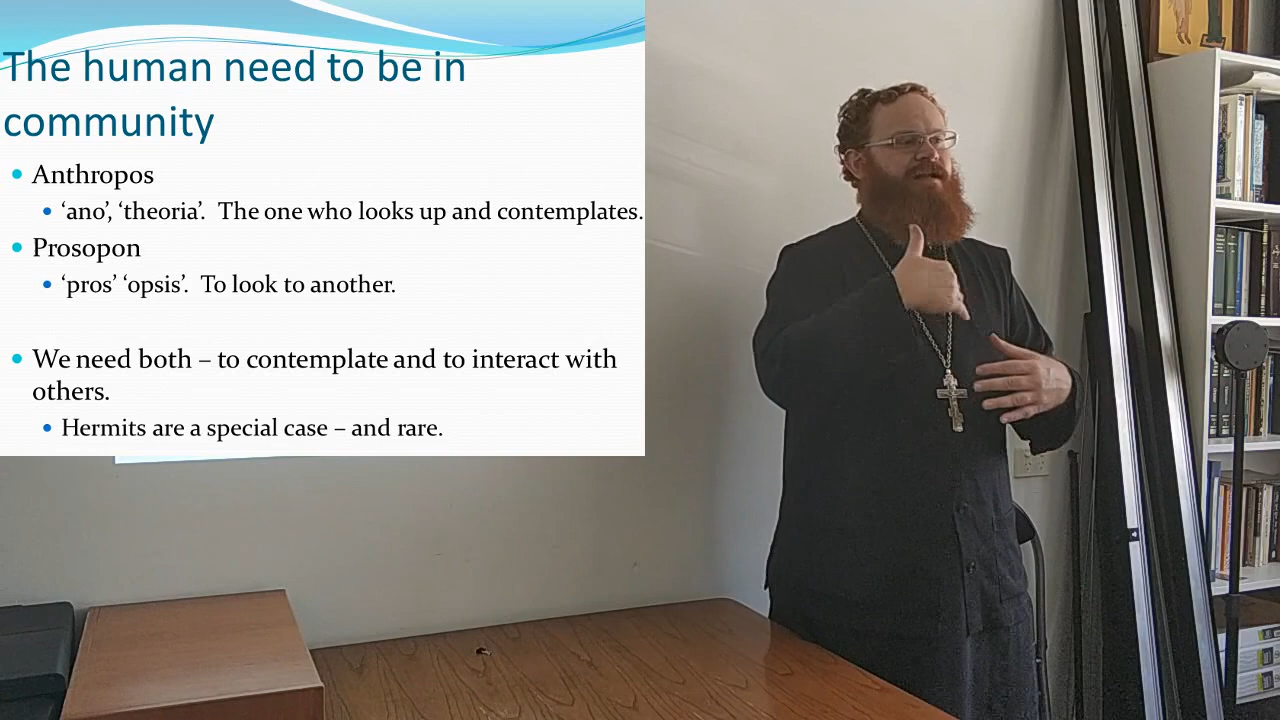 The human need to be in
community
Anthropos
‘ano’, ‘theoria’.  The one who looks up and contemplates.
Prosopon
‘pros’ ‘opsis’.  To look to another.
We need both – to contemplate and to interact with
others.
Hermits are a special case – and rare.